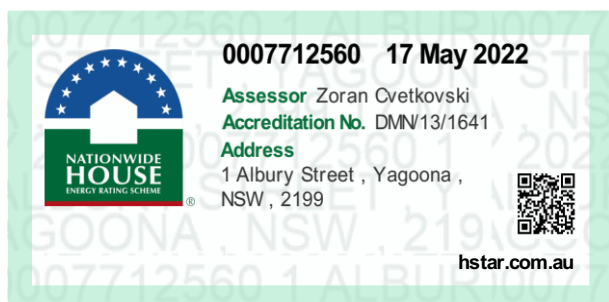 0007712560 17 May 2022
Assessor Zoran Cvetkovski
Accreditation No. DMN/13/1641
Address
1 Albury Street , Yagoona ,
NSW , 2199
NATIONWIDE
HOUSE
ENERGY RATING SCHEME
®
hstar.com.au